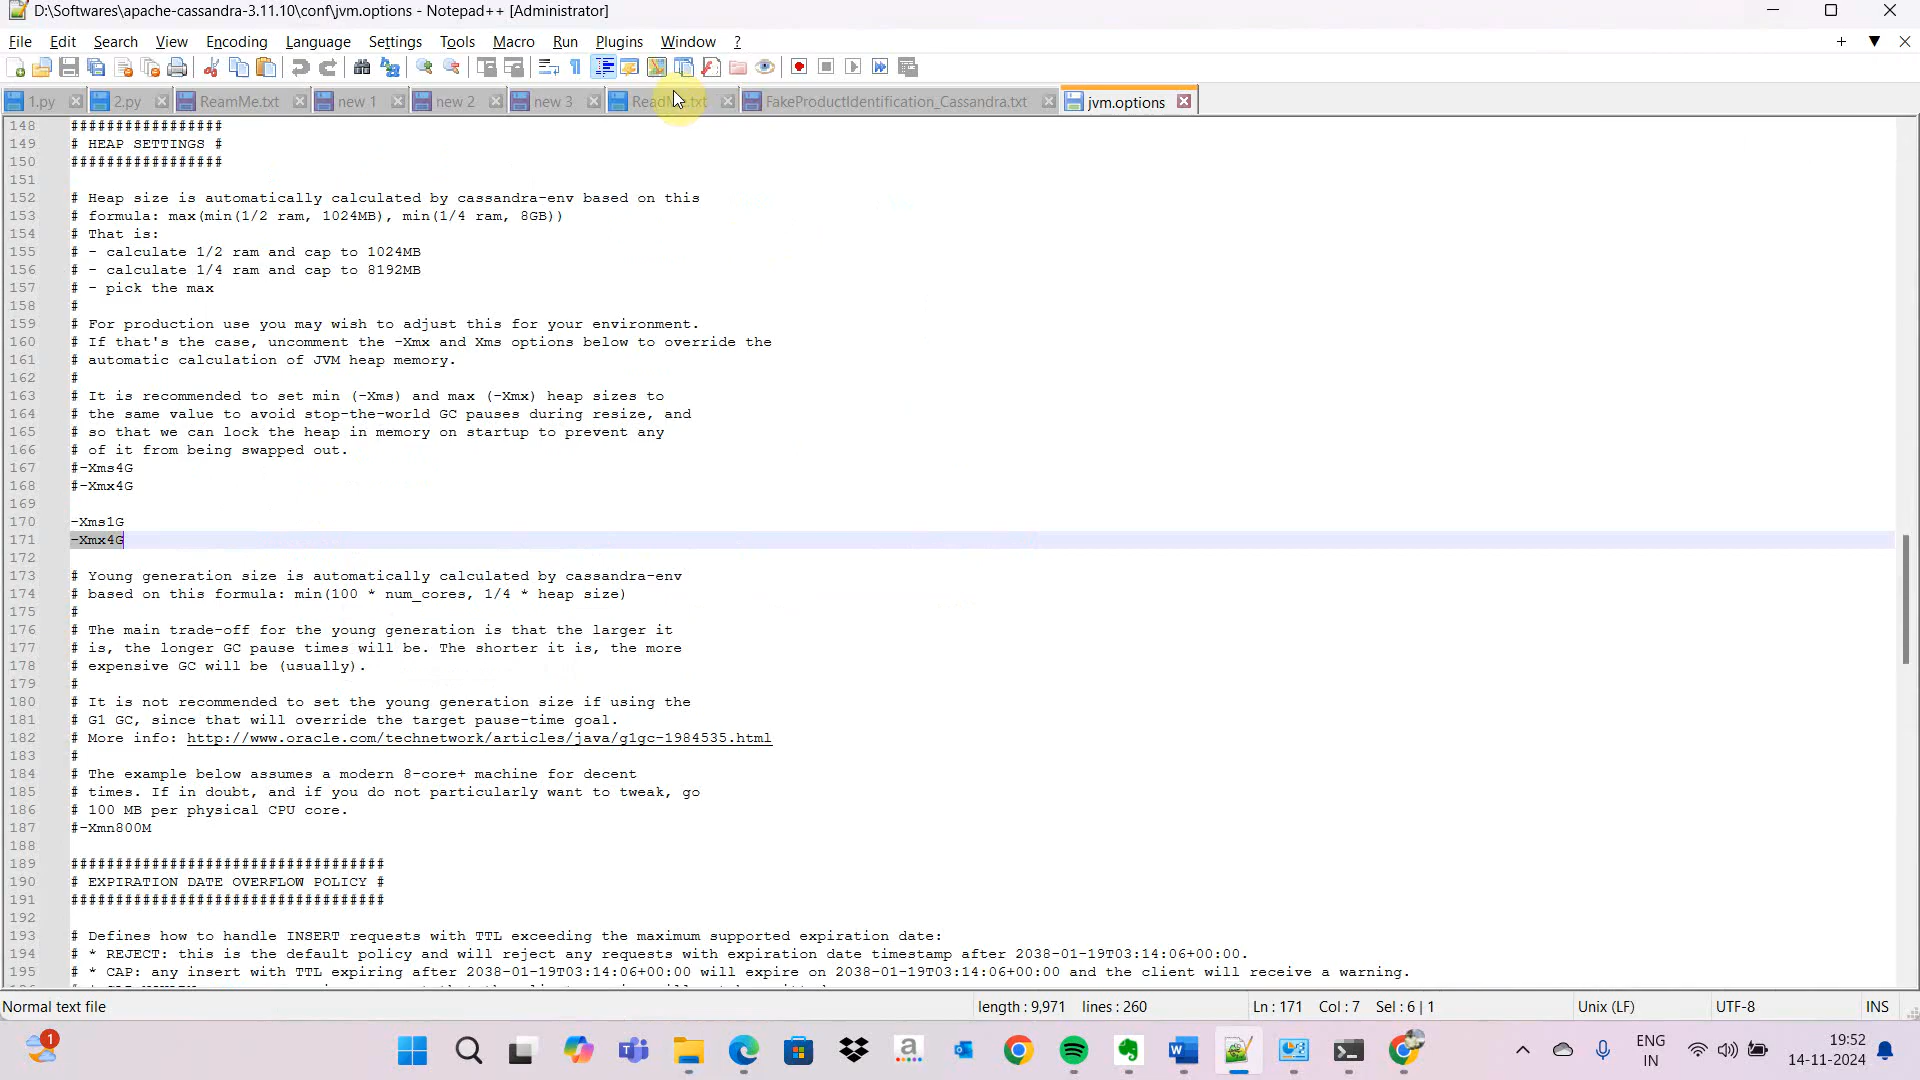 D:\Softwares\apache-cassandra-3.11.10\conf\jvm.options - Notepad++ [Administrator]
File Edit Search View Encoding Language Settings Tools Macro Run Plugins Window ?
1.py 2.py ReamMe.txt new 1 new 2 new 3 ReadMe.txt FakeProductIdentification_Cassandra.txt jvm.options
148 #################
149 # HEAP SETTINGS #
150 #################
151
152 # Heap size is automatically calculated by cassandra-env based on this
153 # formula: max(min(1/2 ram, 1024MB), min(1/4 ram, 8GB))
154 # That is:
155 # - calculate 1/2 ram and cap to 1024MB
156 # - calculate 1/4 ram and cap to 8192MB
157 # - pick the max
158 #
159 # For production use you may wish to adjust this for your environment.
160 # If that's the case, uncomment the -Xmx and Xms options below to override the
161 # automatic calculation of JVM heap memory.
162 #
163 # It is recommended to set min (-Xms) and max (-Xmx) heap sizes to
164 # the same value to avoid stop-the-world GC pauses during resize, and
165 # so that we can lock the heap in memory on startup to prevent any
166 # of it from being swapped out.
167 #-Xms4G
168 #-Xmx4G
169
170 -Xms1G
171 -Xmx4G
172
173 # Young generation size is automatically calculated by cassandra-env
174 # based on this formula: min(100 * num_cores, 1/4 * heap size)
175 #
176 # The main trade-off for the young generation is that the larger it
177 # is, the longer GC pause times will be. The shorter it is, the more
178 # expensive GC will be (usually).
179 #
180 # It is not recommended to set the young generation size if using the
181 # G1 GC, since that will override the target pause-time goal.
182 # More info: http://www.oracle.com/technetwork/articles/java/g1gc-1984535.html
183 #
184 # The example below assumes a modern 8-core+ machine for decent
185 # times. If in doubt, and if you do not particularly want to tweak, go
186 # 100 MB per physical CPU core.
187 #-Xmn800M
188
189 ###################################
190 # EXPIRATION DATE OVERFLOW POLICY #
191 ###################################
192
193 # Defines how to handle INSERT requests with TTL exceeding the maximum supported expiration date:
194 # * REJECT: this is the default policy and will reject any requests with expiration date timestamp after 2038-01-19T03:14:06+00:00.
195 # * CAP: any insert with TTL expiring after 2038-01-19T03:14:06+00:00 will expire on 2038-01-19T03:14:06+00:00 and the client will receive a warning.
Normal text file length : 9,971 lines : 260 Ln : 171 Col : 7 Sel : 6 | 1 Unix (LF) UTF-8 INS
1 ENG IN 19:52 14-11-2024